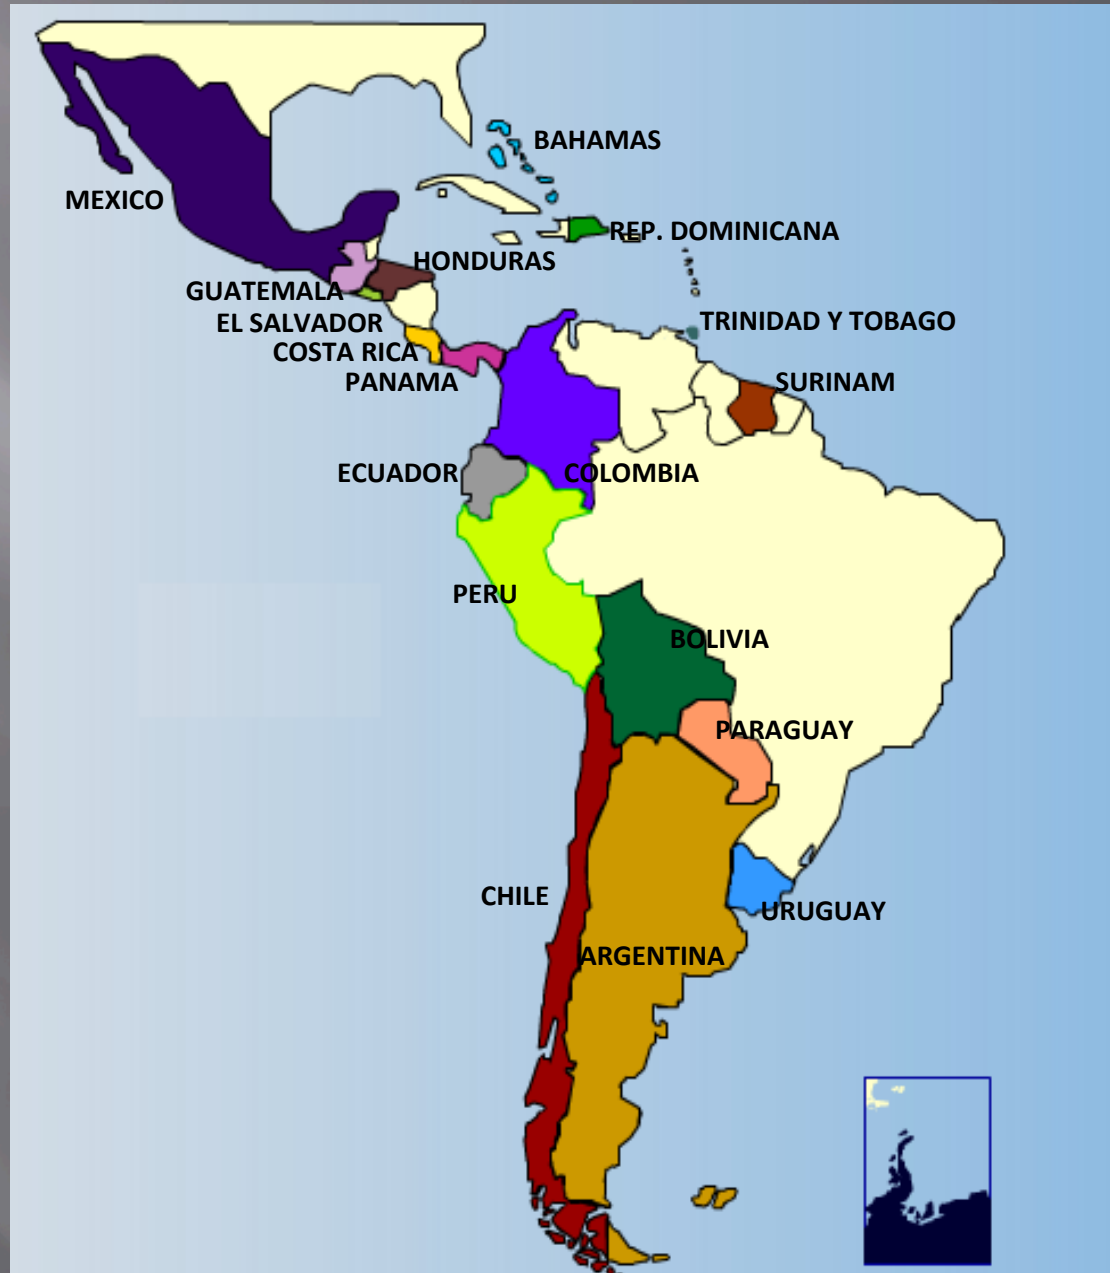 BAHAMAS
MEXICO
REP. DOMINICANA
HONDURAS
GUATEMALA
EL SALVADOR
TRINIDAD Y TOBAGO
COSTA RICA
PANAMA
SURINAM
ECUADOR
COLOMBIA
PERU
BOLIVIA
PARAGUAY
CHILE
URUGUAY
ARGENTINA